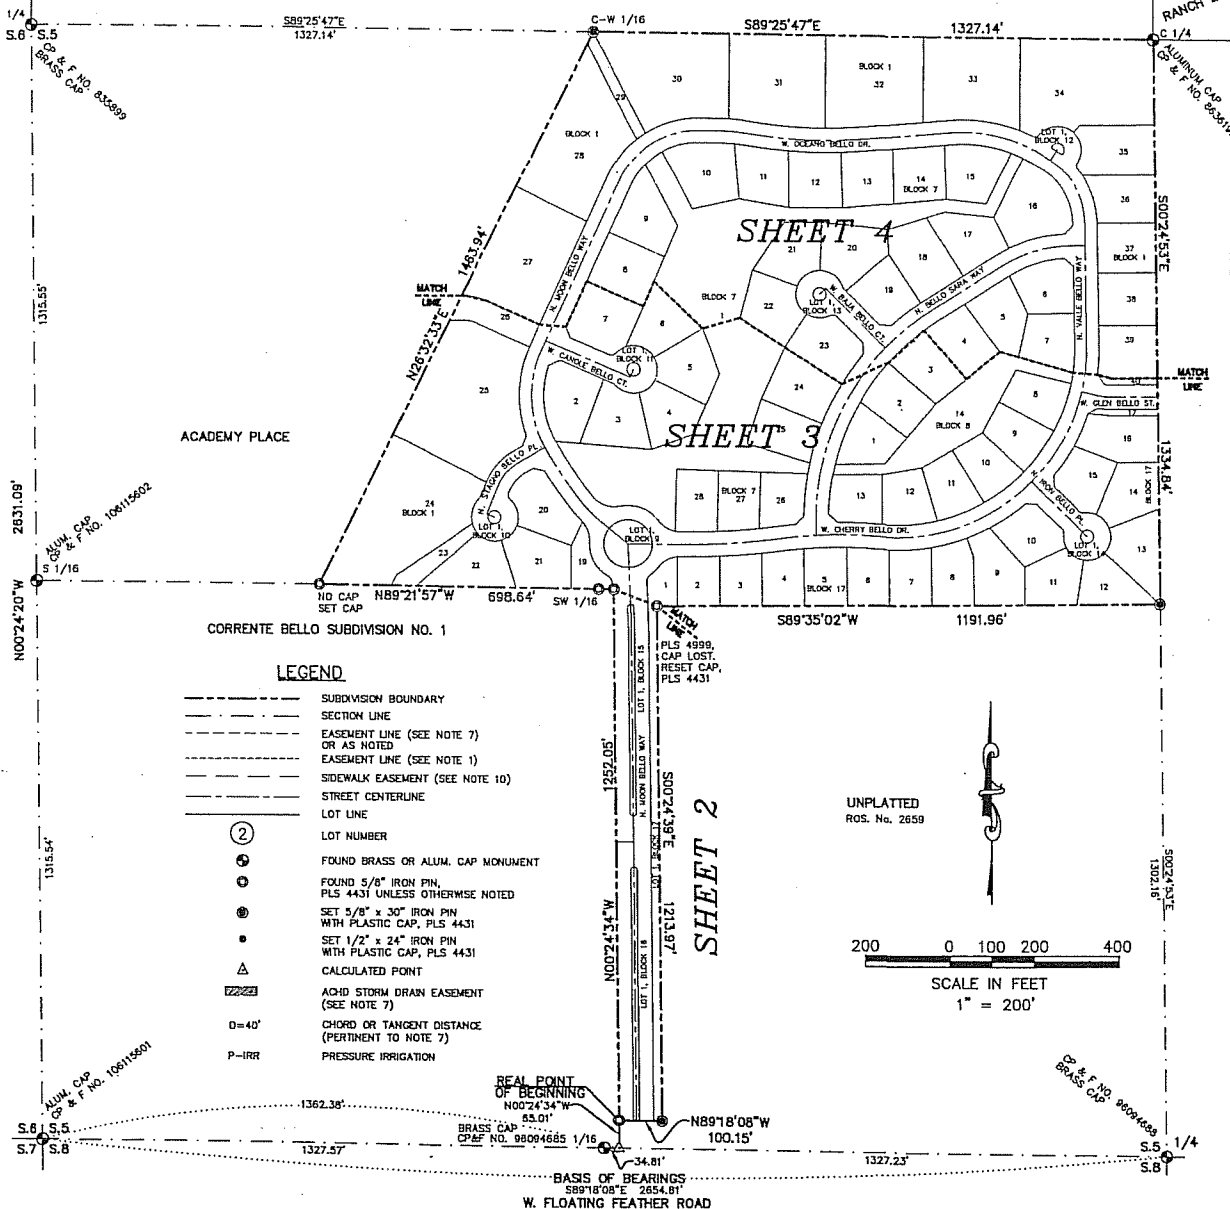 1/4
S.6 S.5
S89°25'47"E
1327.14'
C-W 1/16
S89°25'47"E 1327.14'
C 1/4
CP & F NO. 835899
BRASS CAP
ALUMINUM CAP
RANCH
30
31
BLOCK 1
32
33
34
29
BLOCK 1
28
LOT 1,
BLOCK 12
W. OCEANO BELLO DR.
35
10
11
12
13
14
BLOCK 7
15
16
36
9
17
SHEET 4
S00°24'53"E
37
BLOCK 1
21
20
18
27
8
N. MOON BELLO WAY
1483.94'
N26°32'33"E
1315.55'
MATCH
LINE
26
BLOCK 7
1
22
LOT 1,
BLOCK 13
W. BAJA BELLO CT.
19
N. BELLO SARA WAY
6
N. VALLE BELLO WAY
38
7
6
5
23
4
7
39
W. CANDLE BELLO CT.
LOT 1,
BLOCK 11
5
3
MATCH
LINE
40
25
24
8
W. GLEN BELLO ST.
17
2
3
4
2
14
BLOCK 8
9
16
ACADEMY PLACE
SHEET 3
1
10
N. IRON BELLO PL.
15
BLOCK 17
14
1334.84'
N. STAGNO BELLO PL.
24
BLOCK 1
28
BLOCK 7
27
26
13
12
11
2631.09'
20
LOT 1,
BLOCK 10
LOT 1,
BLOCK 9
W. CHERRY BELLO DR.
10
LOT 1,
BLOCK 14
13
ALUM. CAP
CP & F NO. 106115602
23
22
21
19
1
2
3
4
5
BLOCK 17
6
7
8
9
11
12
S 1/16
NO CAP
SET CAP
N89°21'57"W 698.64'
SW 1/16
MATCH
LINE
S89°35'02"W 1191.96'
N00°24'20"W
CORRENTE BELLO SUBDIVISION NO. 1
PLS 4999,
CAP LOST.
RESET CAP,
PLS 4431
LEGEND
SUBDIVISION BOUNDARY
SECTION LINE
EASEMENT LINE (SEE NOTE 7)
OR AS NOTED
EASEMENT LINE (SEE NOTE 1)
SIDEWALK EASEMENT (SEE NOTE 10)
STREET CENTERLINE
LOT LINE
2 LOT NUMBER
FOUND BRASS OR ALUM. CAP MONUMENT
FOUND 5/8" IRON PIN,
PLS 4431 UNLESS OTHERWISE NOTED
SET 5/8" x 30" IRON PIN
WITH PLASTIC CAP, PLS 4431
SET 1/2" x 24" IRON PIN
WITH PLASTIC CAP, PLS 4431
CALCULATED POINT
ACHD STORM DRAIN EASEMENT
(SEE NOTE 7)
D=40' CHORD OR TANGENT DISTANCE
(PERTINENT TO NOTE 7)
P-IRR PRESSURE IRRIGATION
1315.54'
1252.05'
N00°24'34"W
LOT 1, BLOCK 15
N. MOON BELLO WAY
LOT 1, BLOCK 17
LOT 1, BLOCK 16
S00°24'39"E
1213.97'
SHEET 2
UNPLATTED
ROS. No. 2659
S00°24'53"E
1302.16'
200 0 100 200 400
SCALE IN FEET
1" = 200'
ALUM. CAP
CP & F NO. 106115601
CP & F NO. 96094688
BRASS CAP
REAL POINT
OF BEGINNING
N00°24'34"W
65.01'
BRASS CAP
CP&F NO. 98094685 1/16
N89°18'08"W
100.15'
1362.38'
S.6 S.5
S.7 S.8
1327.57'
34.81'
1327.23'
S.5 1/4
S.8
BASIS OF BEARINGS
S89°18'08"E 2654.81'
W. FLOATING FEATHER ROAD